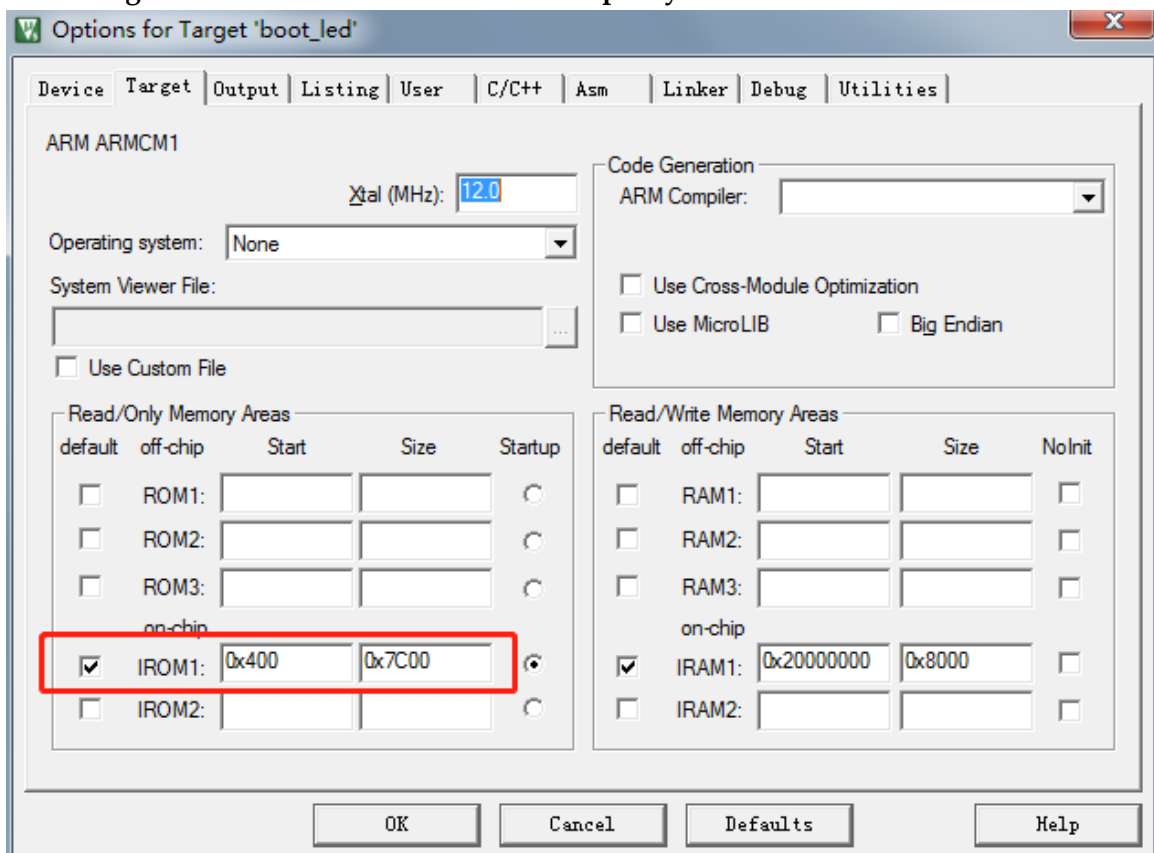 Options for Target 'boot_led'
Device Target Output Listing User C/C++ Asm Linker Debug Utilities
ARM ARMCM1
Xtal (MHz): 12.0
Operating system: None
System Viewer File:
...
Use Custom File
Code Generation
ARM Compiler:
Use Cross-Module Optimization
Use MicroLIB Big Endian
Read/Only Memory Areas
default off-chip Start Size Startup
ROM1:
ROM2:
ROM3:
on-chip
IROM1: 0x400 0x7C00
IROM2:
Read/Write Memory Areas
default off-chip Start Size NoInit
RAM1:
RAM2:
RAM3:
on-chip
IRAM1: 0x20000000 0x8000
IRAM2:
OK Cancel Defaults Help